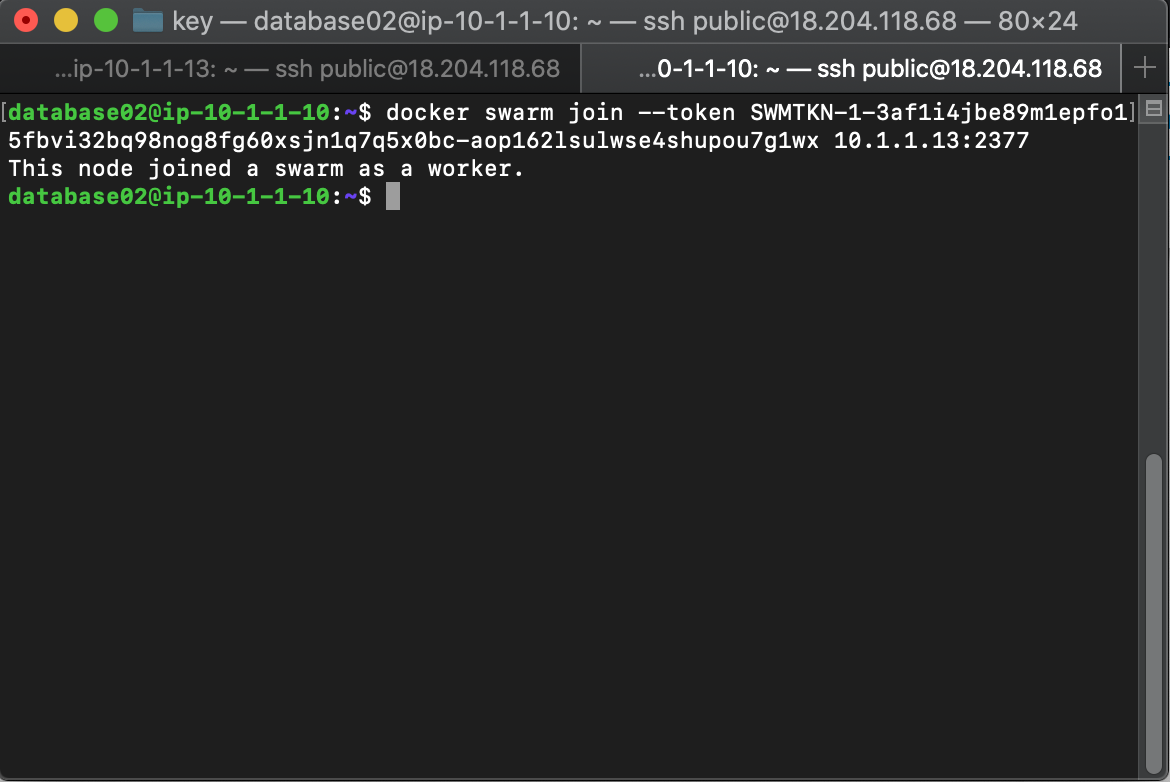 key — database02@ip-10-1-1-10: ~ — ssh public@18.204.118.68 — 80×24
...ip-10-1-1-13: ~ — ssh public@18.204.118.68
...0-1-1-10: ~ — ssh public@18.204.118.68
[database02@ip-10-1-1-10:~$ docker swarm join --token SWMTKN-1-3af1i4jbe89m1epfo1]
5fbvi32bq98nog8fg60xsjn1q7q5x0bc-aop162lsulwse4shupou7g1wx 10.1.1.13:2377
This node joined a swarm as a worker.
database02@ip-10-1-1-10:~$